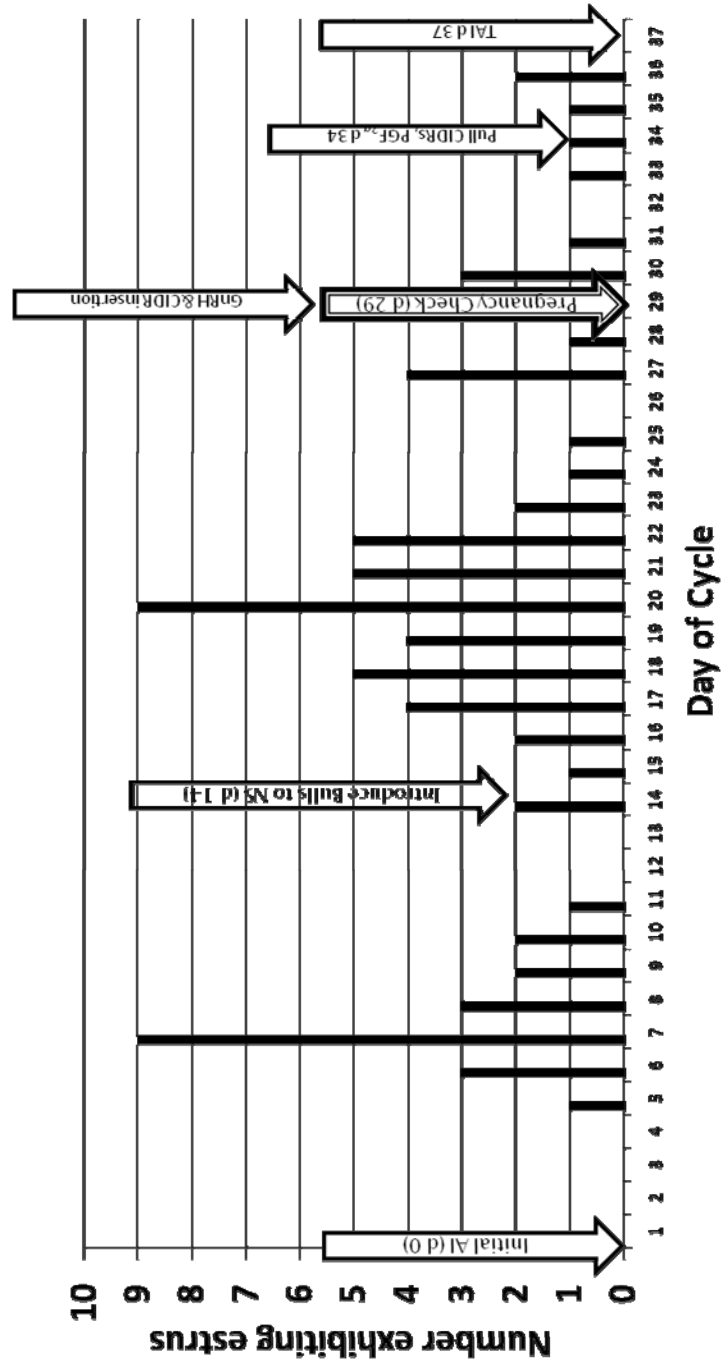 Number exhibiting estrus
10
9
8
7
6
5
4
3
2
1
0
Initial AI (d 0)
Introduce Bulls to NS (d 14)
GnRH & CIDR insertion
Pregnancy Check (d 29)
Pull CIDRs, PGF2α d 34
TAI d 37
1 2 3 4 5 6 7 8 9 10 11 12 13 14 15 16 17 18 19 20 21 22 23 24 25 26 27 28 29 30 31 32 33 34 35 36 37
Day of Cycle